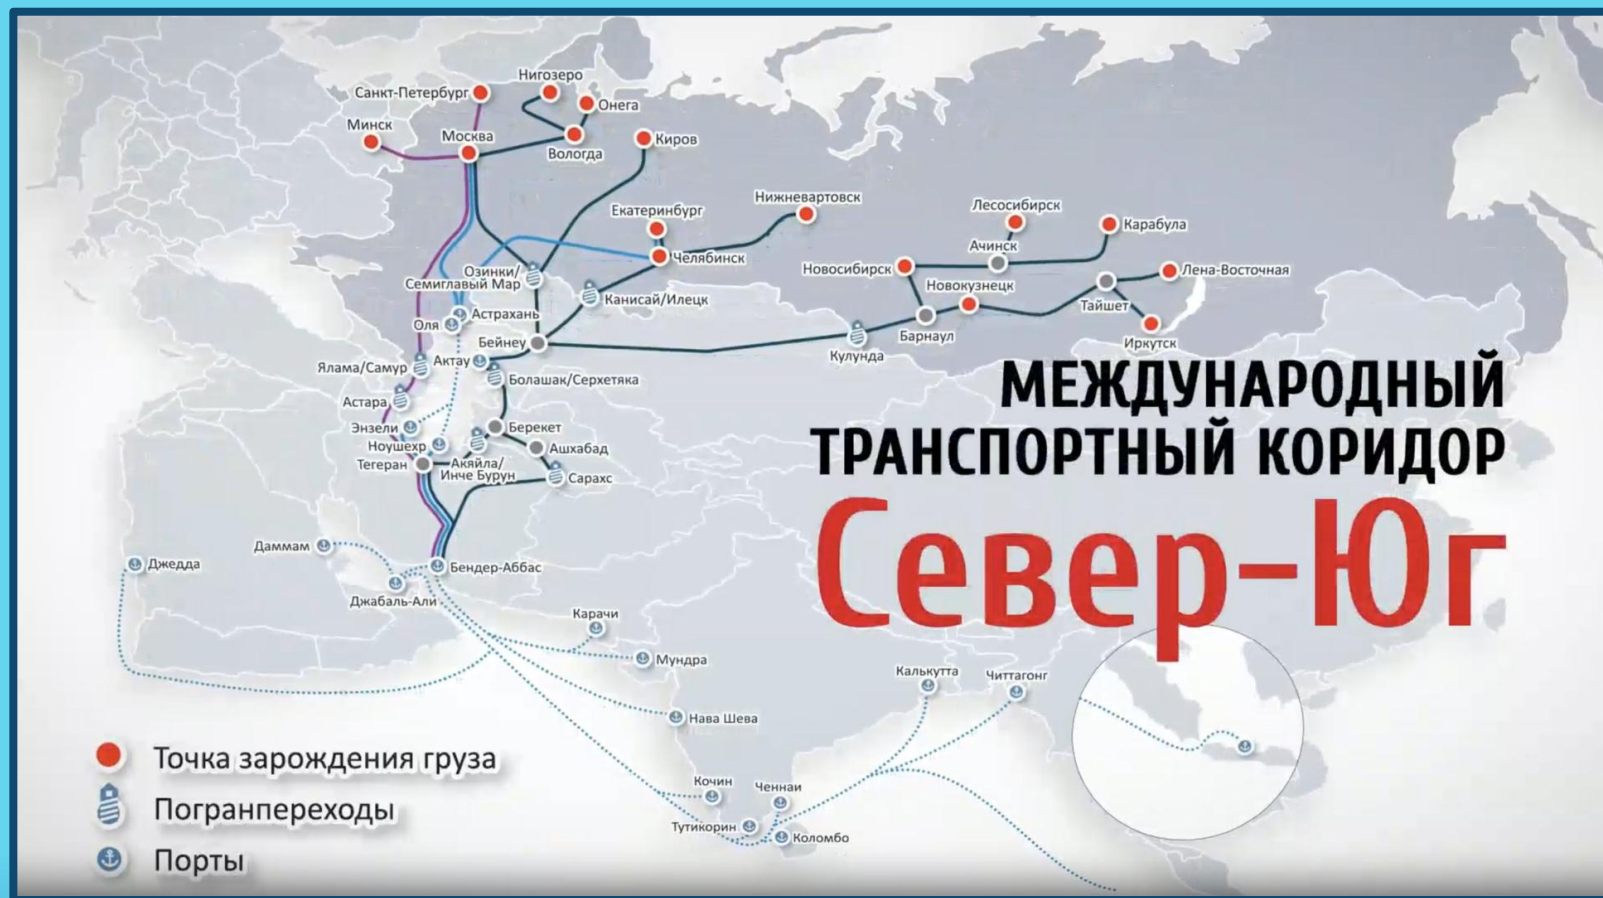 Нигозеро
Санкт-Петербург
Онега
Минск
Москва
Киров
Вологда
Нижневартовск
Екатеринбург
Лесосибирск
Карабула
Ачинск
Челябинск
Новосибирск
Лена-Восточная
Озинки/
Семиглавый Мар
Новокузнецк
Канисай/Илецк
Тайшет
Астрахань
Оля
Барнаул
Иркутск
Бейнеу
Кулунда
Ялама/Самур
Актау
Болашак/Серхетяка
Астара
Энзели
Берекет
Ноушехр
Ашхабад
Тегеран
Акяйла/
Инче Бурун
Сарахс
МЕЖДУНАРОДНЫЙ
ТРАНСПОРТНЫЙ КОРИДОР
Север-Юг
Даммам
Джедда
Бендер-Аббас
Джабаль-Али
Карачи
Мундра
Калькутта
Читтагонг
Нава Шева
Кочин
Ченнаи
Тутикорин
Коломбо
Точка зарождения груза
Погранпереходы
Порты